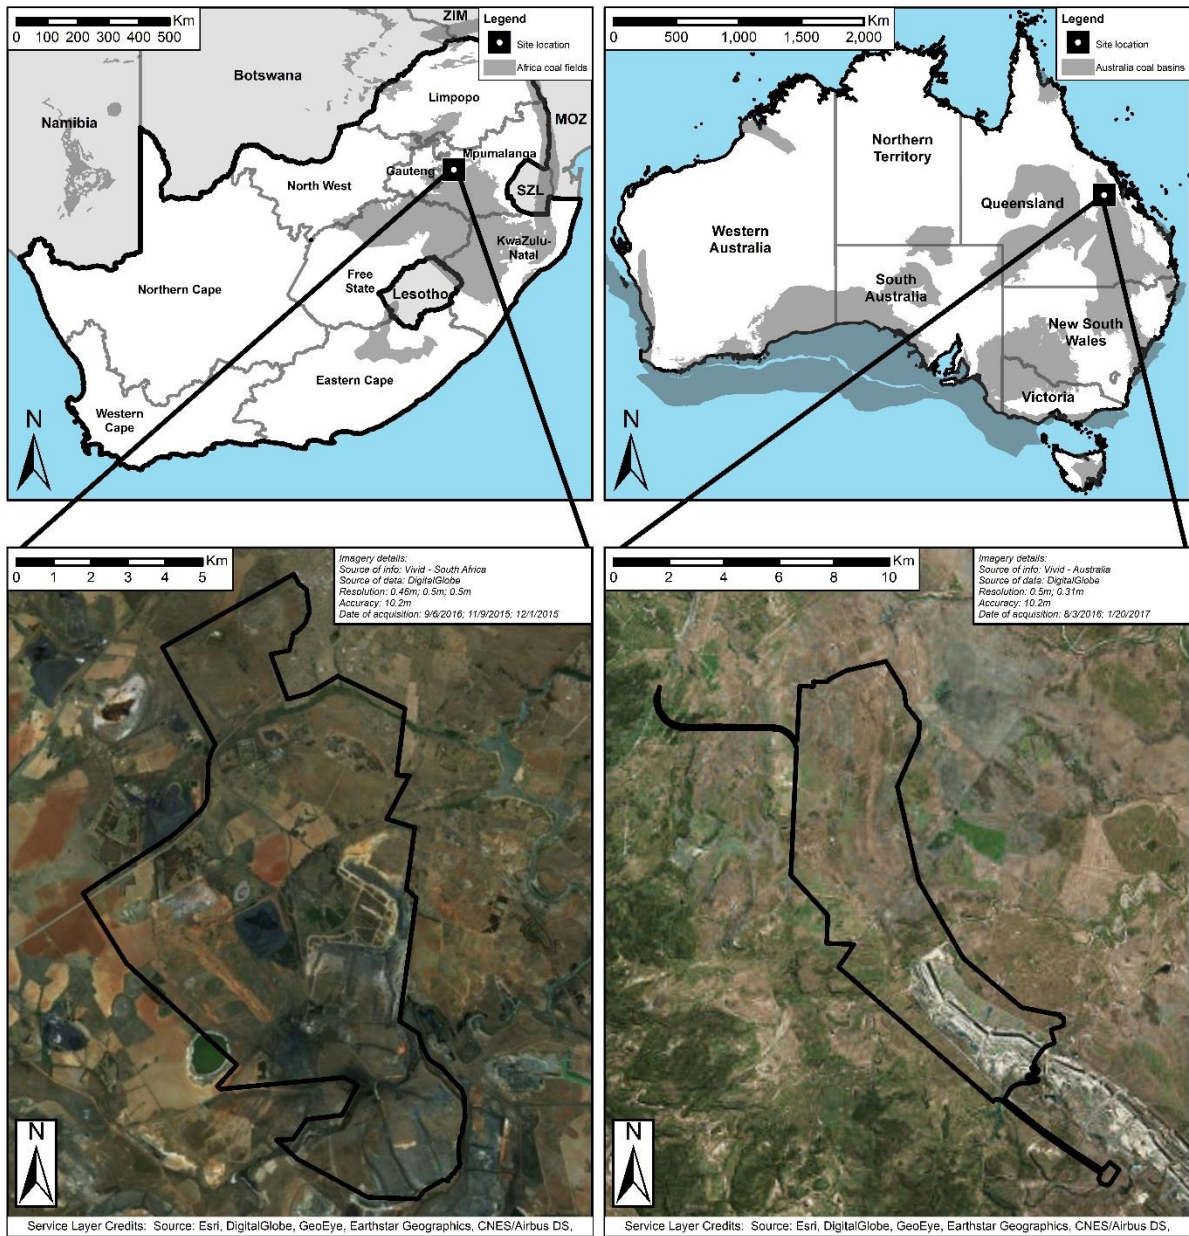 Km
0 100 200 300 400 500
ZIM
Legend
Site location
Africa coal fields
Botswana
Namibia
Limpopo
MOZ
Mpumalanga
Gauteng
North West
SZL
KwaZulu-
Natal
Free
State
Lesotho
Northern Cape
Eastern Cape
Western
Cape
N
Km
0 500 1,000 1,500 2,000
Legend
Site location
Australia coal basins
Northern
Territory
Queensland
Western
Australia
South
Australia
New South
Wales
Victoria
N
Km
0 1 2 3 4 5
Imagery details:
Source of info: Vivid - South Africa
Source of data: DigitalGlobe
Resolution: 0.46m; 0.5m; 0.5m
Accuracy: 10.2m
Date of acquisition: 9/6/2016; 11/9/2015; 12/1/2015
N
Service Layer Credits: Source: Esri, DigitalGlobe, GeoEye, Earthstar Geographics, CNES/Airbus DS,
Km
0 2 4 6 8 10
Imagery details:
Source of info: Vivid - Australia
Source of data: DigitalGlobe
Resolution: 0.5m; 0.31m
Accuracy: 10.2m
Date of acquisition: 8/3/2016; 1/20/2017
N
Service Layer Credits: Source: Esri, DigitalGlobe, GeoEye, Earthstar Geographics, CNES/Airbus DS,